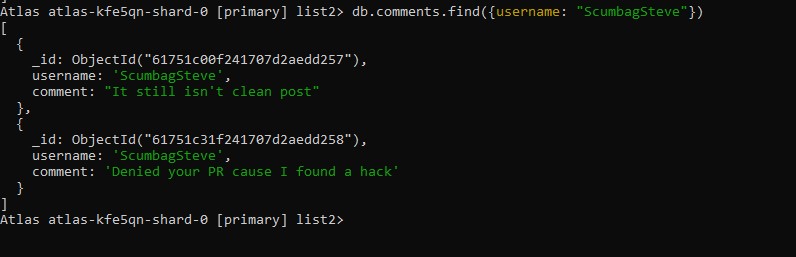 Atlas atlas-kfe5qn-shard-0 [primary] list2> db.comments.find({username: "ScumbagSteve"})
[
  {
    _id: ObjectId("61751c00f241707d2aedd257"),
    username: 'ScumbagSteve',
    comment: "It still isn't clean post"
  },
  {
    _id: ObjectId("61751c31f241707d2aedd258"),
    username: 'ScumbagSteve',
    comment: 'Denied your PR cause I found a hack'
  }
]
Atlas atlas-kfe5qn-shard-0 [primary] list2>